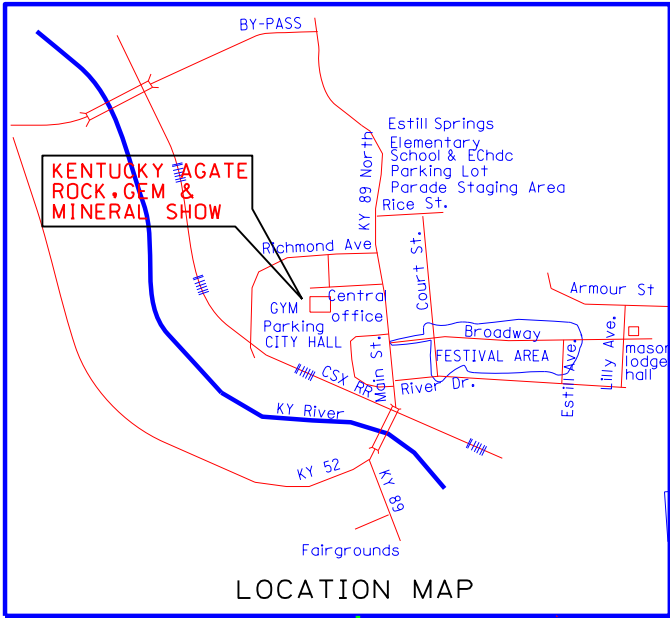 BY-PASS
Estill Springs
Elementary
School & EChdc
Parking Lot
Parade Staging Area
KY 89 North
KENTUCKY AGATE
ROCK, GEM &
MINERAL SHOW
Rice St.
Richmond Ave
Court St.
Armour St
GYM
Central
office
Parking
CITY HALL
Broadway
FESTIVAL AREA
Main St.
Estill Ave.
Lilly Ave.
mason
lodge
hall
CSX RR
River Dr.
KY River
KY 52
KY 89
Fairgrounds
LOCATION MAP